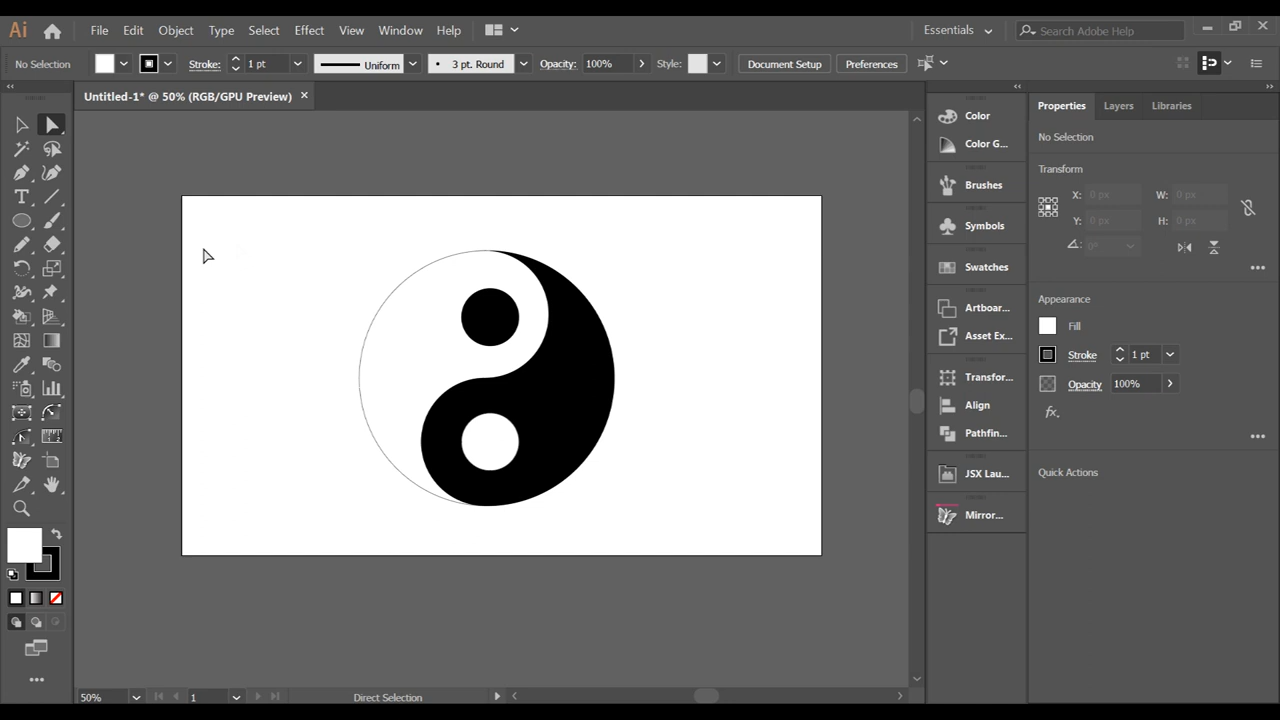 Ai File Edit Object Type Select Effect View Window Help Essentials Search Adobe Help
No Selection Stroke: 1 pt Uniform 3 pt. Round Opacity: 100% Style: Document Setup Preferences
Untitled-1* @ 50% (RGB/GPU Preview)
Color
Color G...
Brushes
Symbols
Swatches
Artboar...
Asset Ex...
Transfor...
Align
Pathfin...
JSX Lau...
Mirror...
Properties Layers Libraries
No Selection
Transform
X: 0 px W: 0 px
Y: 0 px H: 0 px
0°
Appearance
Fill
Stroke 1 pt
Opacity 100%
fx.
Quick Actions
50% 1 Direct Selection